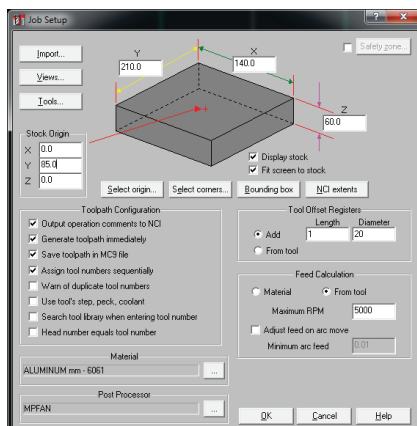 Job Setup
Import...
Views...
Tools...
Y
210.0
X
140.0
Safety zone...
Z
60.0
Stock Origin
X 0.0
Y 85.0
Z 0.0
Display stock
Fit screen to stock
Select origin...
Select corners...
Bounding box
NCI extents
Toolpath Configuration
Output operation comments to NCI
Generate toolpath immediately
Save toolpath in MC9 file
Assign tool numbers sequentially
Warn of duplicate tool numbers
Use tool's step, peck, coolant
Search tool library when entering tool number
Head number equals tool number
Tool Offset Registers
Length Diameter
Add 1 20
From tool
Feed Calculation
Material From tool
Maximum RPM 5000
Adjust feed on arc move
Minimum arc feed 0.01
Material
ALUMINUM mm - 6061 ...
Post Processor
MPFAN ...
OK Cancel Help